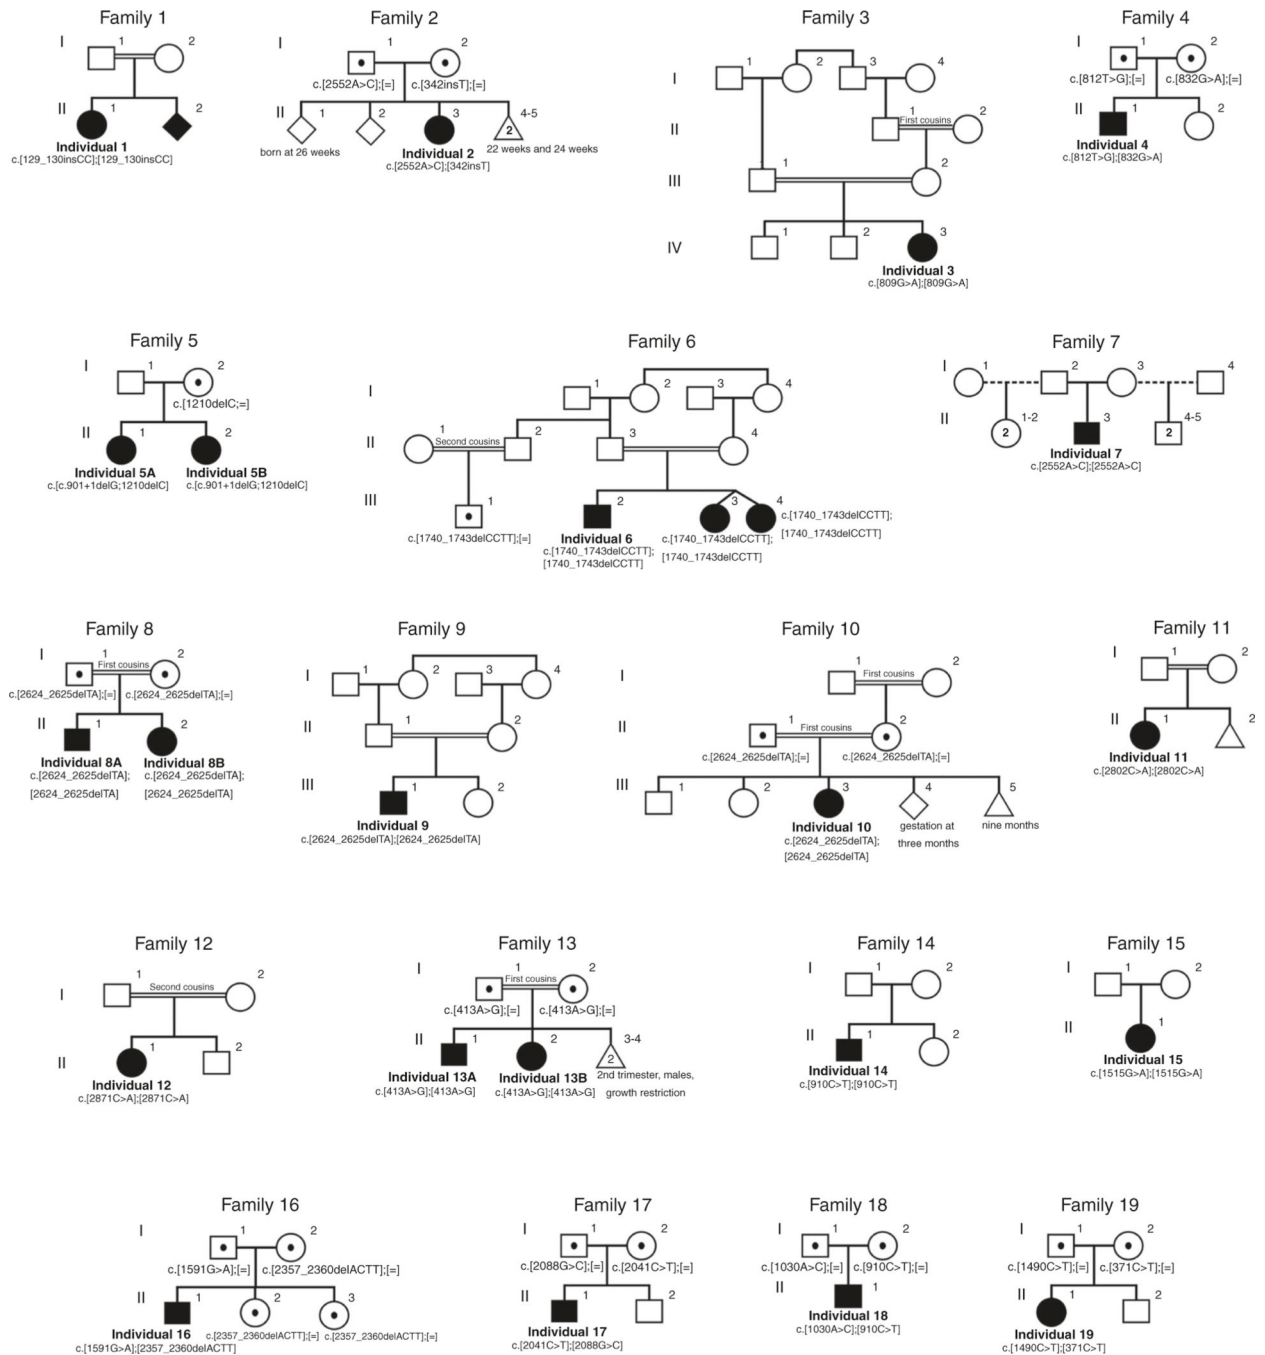 Family 1
I
1
2
II
1
2
Individual 1
c.[129_130insCC];[129_130insCC]
Family 2
I
1
2
c.[2552A>C];[=]
c.[342insT];[=]
II
1
2
3
4-5
2
born at 26 weeks
Individual 2
22 weeks and 24 weeks
c.[2552A>C];[342insT]
Family 3
I
1
2
3
4
II
1
First cousins
2
III
1
2
IV
1
2
3
Individual 3
c.[809G>A];[809G>A]
Family 4
I
1
2
c.[812T>G];[=]
c.[832G>A];[=]
II
1
2
Individual 4
c.[812T>G];[832G>A]
Family 5
I
1
2
c.[1210delC;=]
II
1
2
Individual 5A
Individual 5B
c.[c.901+1delG;1210delC]
c.[c.901+1delG;1210delC]
Family 6
I
1
2
3
4
II
1
Second cousins
2
3
4
III
1
2
3
4
c.[1740_1743delCCTT];[=]
Individual 6
c.[1740_1743delCCTT];
[1740_1743delCCTT]
c.[1740_1743delCCTT];
[1740_1743delCCTT]
c.[1740_1743delCCTT];
[1740_1743delCCTT]
Family 7
I
1
2
3
4
II
1-2
2
3
4-5
2
Individual 7
c.[2552A>C];[2552A>C]
Family 8
I
1
First cousins
2
c.[2624_2625delTA];[=]
c.[2624_2625delTA];[=]
II
1
2
Individual 8A
Individual 8B
c.[2624_2625delTA];
c.[2624_2625delTA];
[2624_2625delTA]
[2624_2625delTA]
Family 9
I
1
2
3
4
II
1
2
III
1
2
Individual 9
c.[2624_2625delTA];[2624_2625delTA]
Family 10
I
1
First cousins
2
II
1
First cousins
2
c.[2624_2625delTA];[=]
c.[2624_2625delTA];[=]
III
1
2
3
4
5
Individual 10
gestation at
nine months
c.[2624_2625delTA];
three months
[2624_2625delTA]
Family 11
I
1
2
II
1
2
Individual 11
c.[2802C>A];[2802C>A]
Family 12
I
1
Second cousins
2
II
1
2
Individual 12
c.[2871C>A];[2871C>A]
Family 13
I
1
First cousins
2
c.[413A>G];[=]
c.[413A>G];[=]
II
1
2
3-4
2
Individual 13A
Individual 13B
2nd trimester, males,
c.[413A>G];[413A>G]
c.[413A>G];[413A>G]
growth restriction
Family 14
I
1
2
II
1
2
Individual 14
c.[910C>T];[910C>T]
Family 15
I
1
2
II
1
Individual 15
c.[1515G>A];[1515G>A]
Family 16
I
1
2
c.[1591G>A];[=]
c.[2357_2360delACTT];[=]
II
1
2
3
Individual 16
c.[2357_2360delACTT];[=]
c.[2357_2360delACTT];[=]
c.[1591G>A];[2357_2360delACTT]
Family 17
I
1
2
c.[2088G>C];[=]
c.[2041C>T];[=]
II
1
2
Individual 17
c.[2041C>T];[2088G>C]
Family 18
I
1
2
c.[1030A>C];[=]
c.[910C>T];[=]
II
1
Individual 18
c.[1030A>C];[910C>T]
Family 19
I
1
2
c.[1490C>T];[=]
c.[371C>T];[=]
II
1
2
Individual 19
c.[1490C>T];[371C>T]